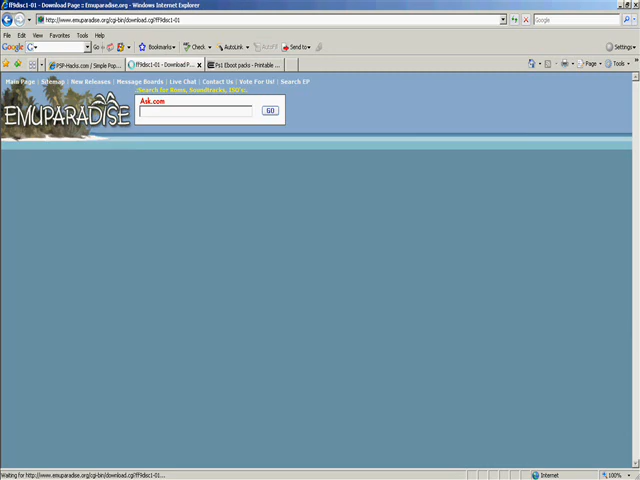 ff9disc1-01 - Download Page :: Emuparadise.org - Windows Internet Explorer
http://www.emuparadise.org/cgi-bin/download.cgi?ff9disc1-01
Google
File Edit View Favorites Tools Help
Google Go Bookmarks Check AutoLink AutoFill Send to Settings
PSP-Hacks.com / Simple Pop... ff9disc1-01 - Download P... Ps1 Eboot packs - Printable ... Page Tools
Main Page | Sitemap | New Releases | Message Boards | Live Chat | Contact Us | Vote For Us! | Search EP
.:Search for Roms, Soundtracks, ISO's:.
Ask.com
EMUPARADISE
GO
Waiting for http://www.emuparadise.org/cgi-bin/download.cgi?ff9disc1-01... Internet 100%